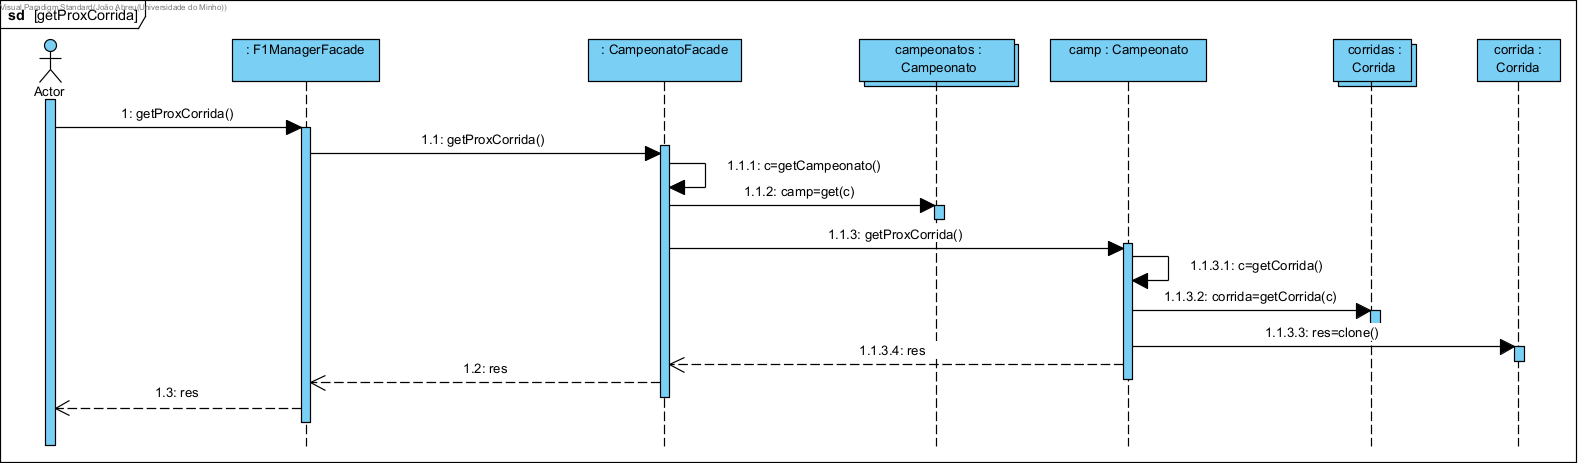 Visual Paradigm Standard(João Abreu(Universidade do Minho))
sd [getProxCorrida]
Actor
: F1ManagerFacade
: CampeonatoFacade
campeonatos :
Campeonato
camp : Campeonato
corridas :
Corrida
corrida :
Corrida
1: getProxCorrida()
1.1: getProxCorrida()
1.1.1: c=getCampeonato()
1.1.2: camp=get(c)
1.1.3: getProxCorrida()
1.1.3.1: c=getCorrida()
1.1.3.2: corrida=getCorrida(c)
1.1.3.3: res=clone()
1.1.3.4: res
1.2: res
1.3: res